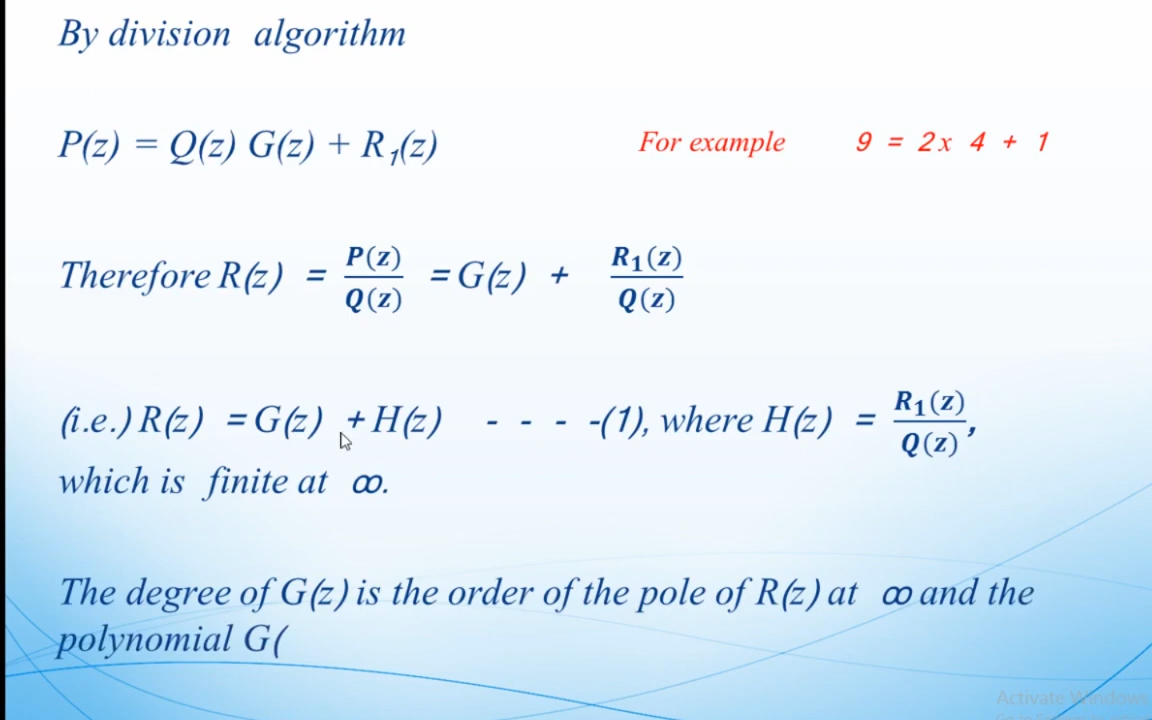 By division algorithm
P(z) = Q(z) G(z) + R₁(z) For example 9 = 2x 4 + 1
Therefore R(z) = P(z)/Q(z) = G(z) + R₁(z)/Q(z)
(i.e.) R(z) = G(z) + H(z) - - - -(1), where H(z) = R₁(z)/Q(z),
which is finite at ∞.
The degree of G(z) is the order of the pole of R(z) at ∞ and the
polynomial G(
Activate Windows